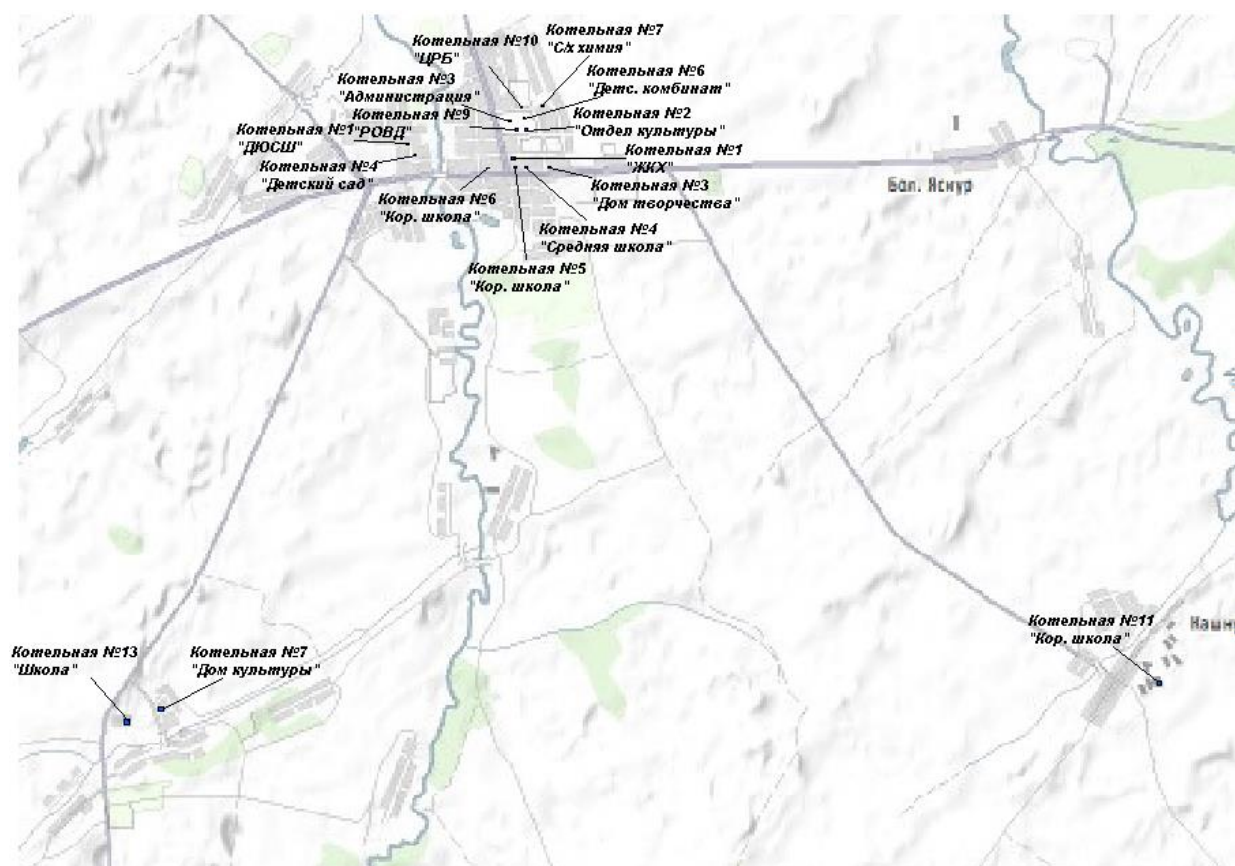 Котельная №10
"ЦРБ"
Котельная №7
"С/х химия"
Котельная №3
"Администрация"
Котельная №6
"Детс. комбинат"
Котельная №9
"РОВД"
Котельная №2
"Отдел культуры"
Котельная №1
"ДЮСШ"
Котельная №4
"Детский сад"
Котельная №1
"ЖКХ"
Котельная №3
"Дом творчества"
Котельная №6
"Кор. школа"
Котельная №4
"Средняя школа"
Котельная №5
"Кор. школа"
Бол. Яснур
Котельная №11
"Кор. школа"
Котельная №13
"Школа"
Котельная №7
"Дом культуры"